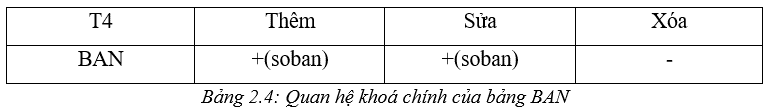 T4 Thêm Sửa Xóa
BAN +(soban) +(soban) -
Bảng 2.4: Quan hệ khoá chính của bảng BAN